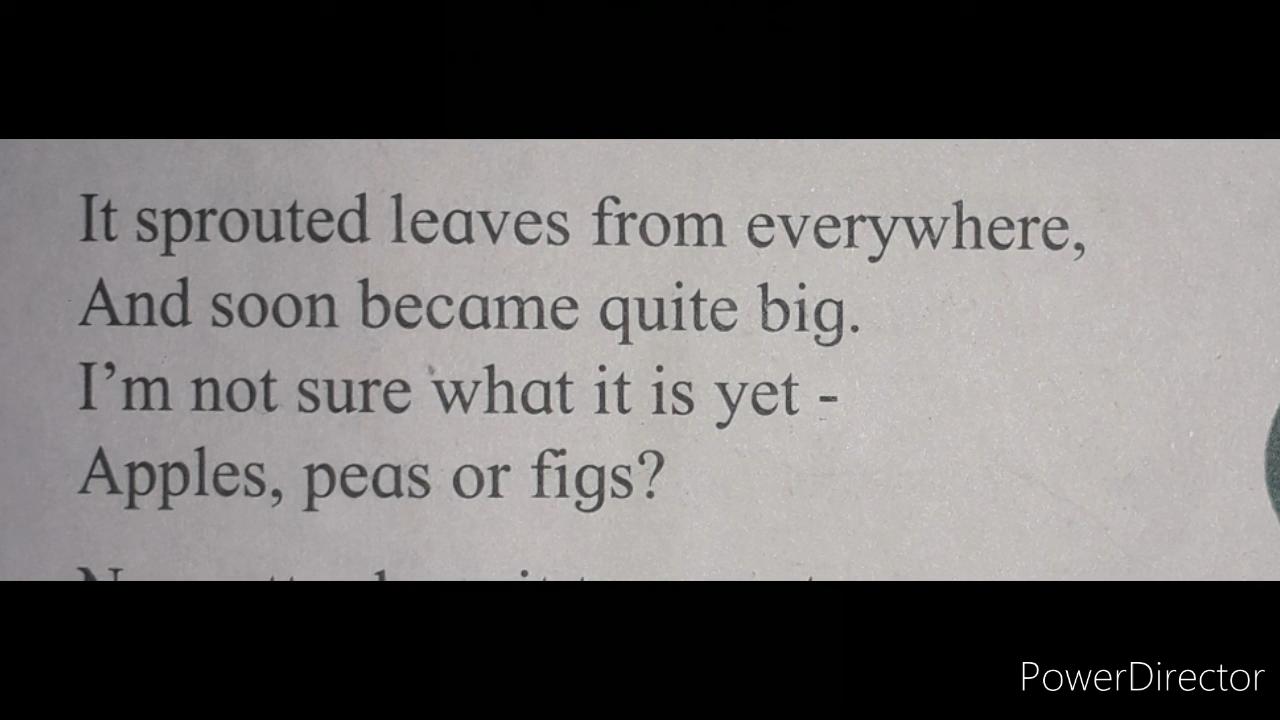 It sprouted leaves from everywhere,
And soon became quite big.
I'm not sure what it is yet -
Apples, peas or figs?
PowerDirector